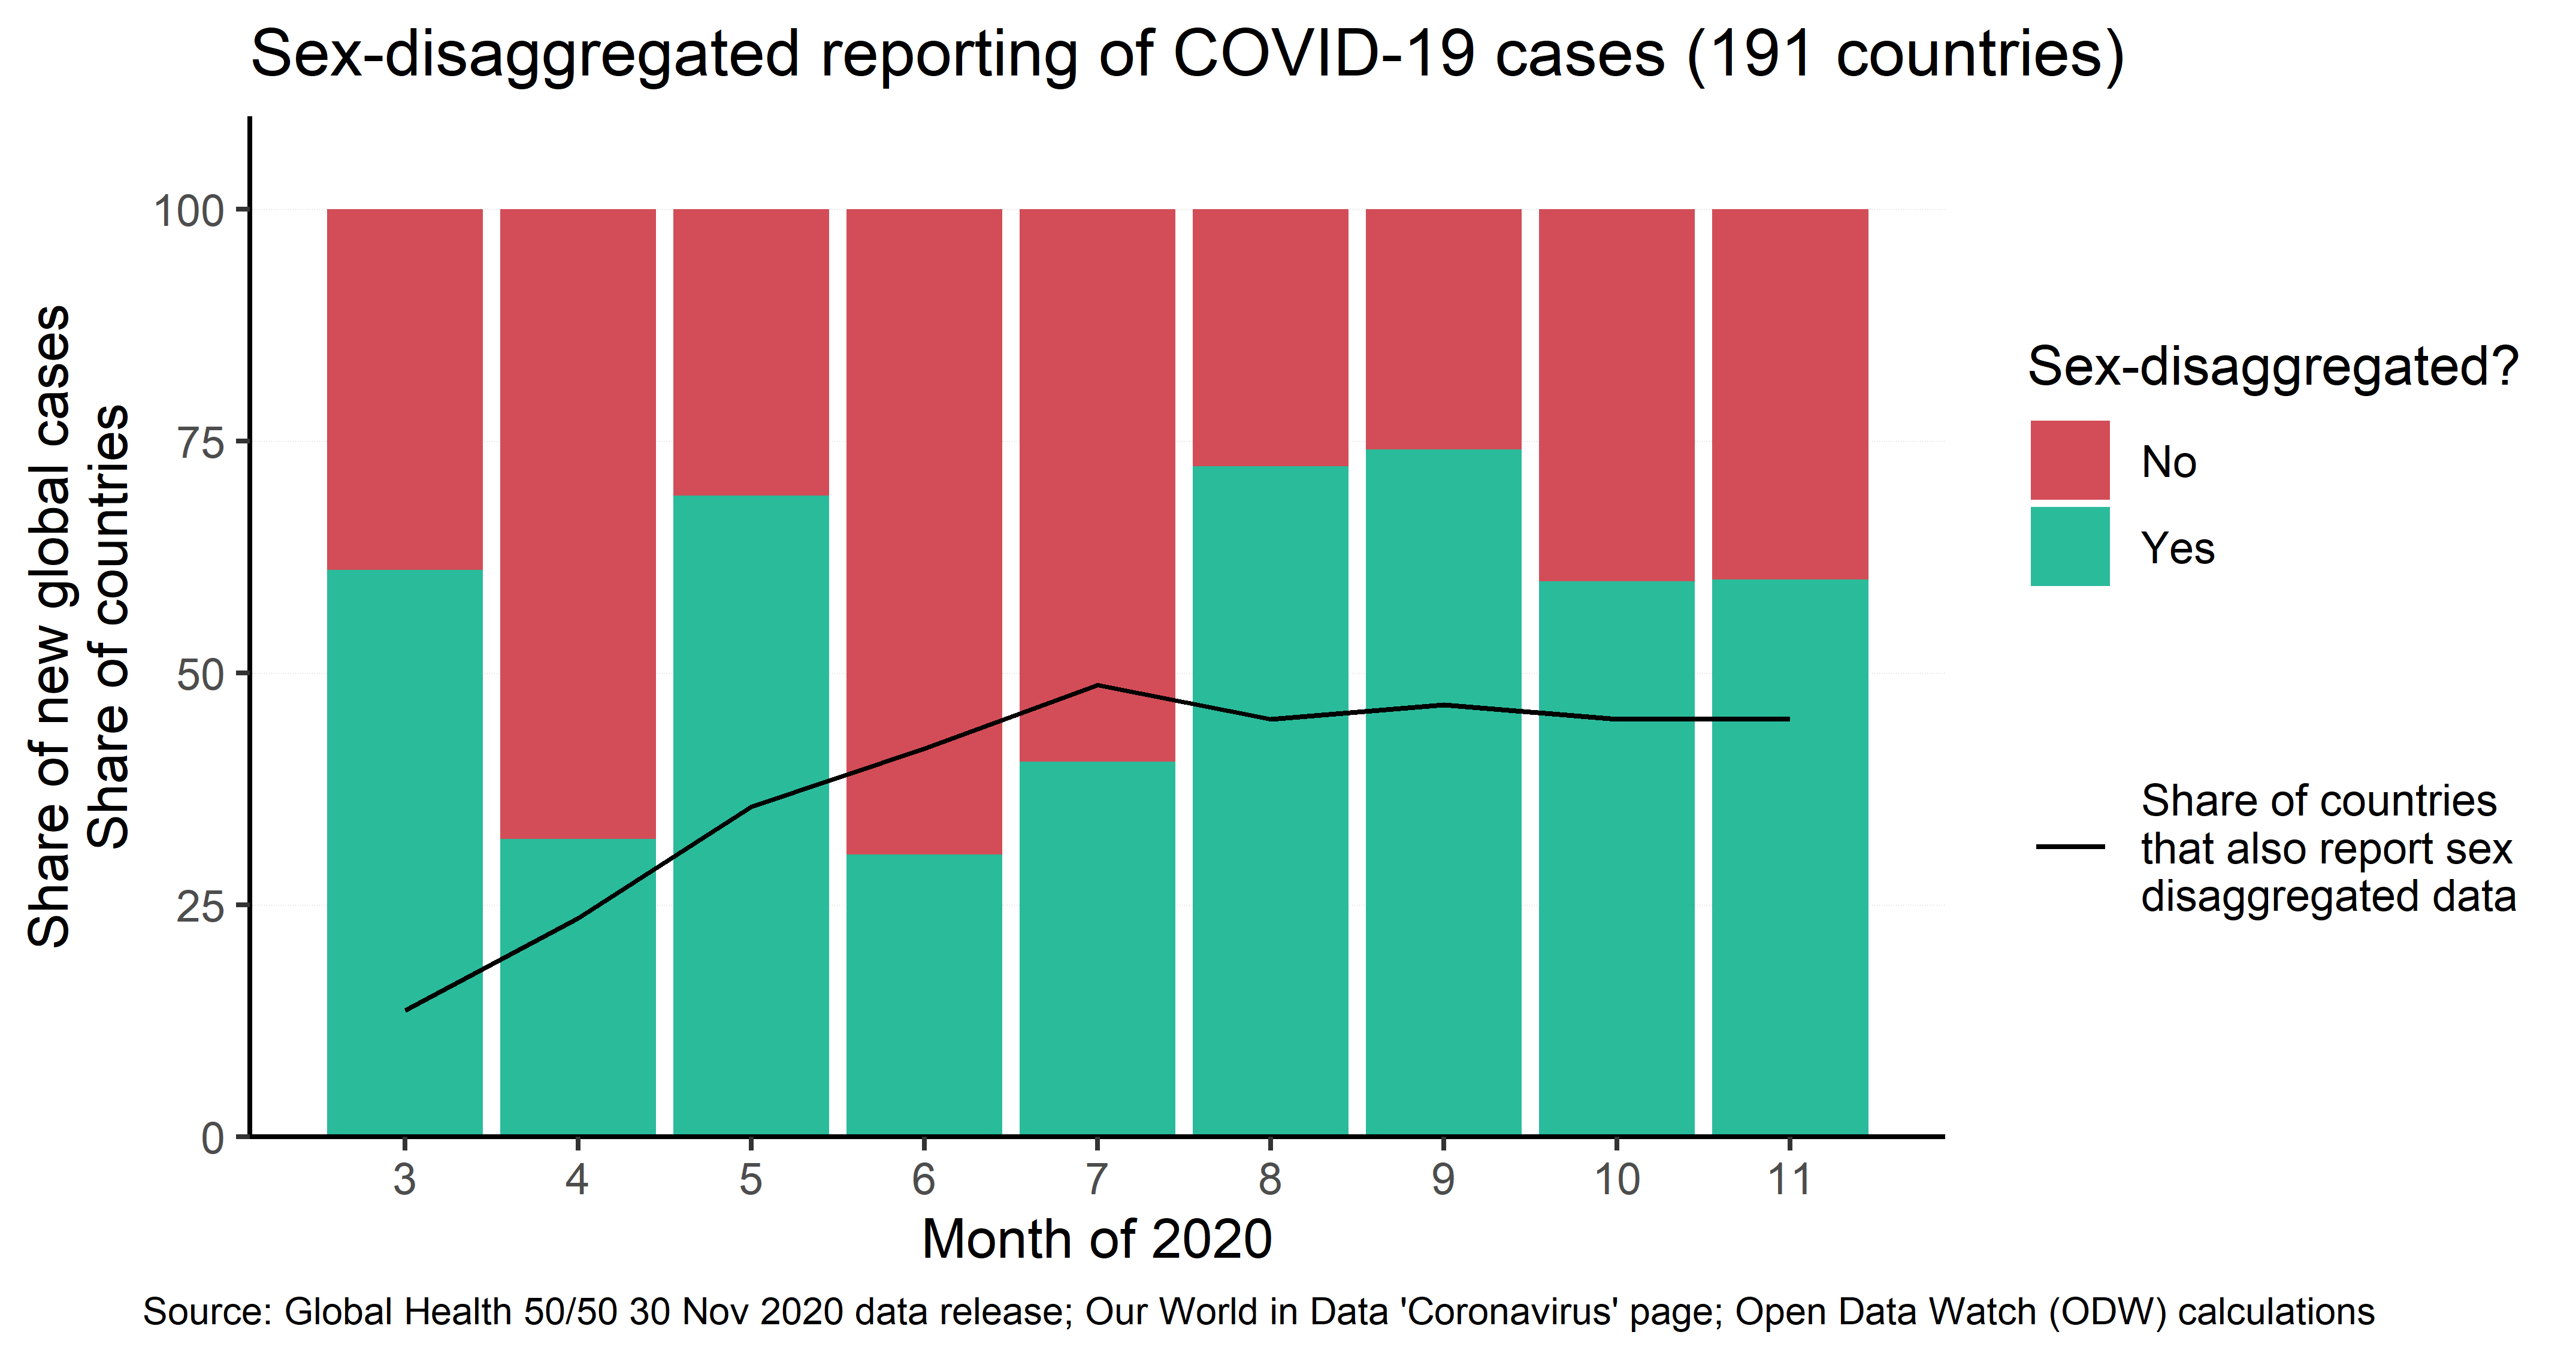 Sex-disaggregated reporting of COVID-19 cases (191 countries)
Share of new global cases
Share of countries
100
75
50
25
0
3 4 5 6 7 8 9 10 11
Month of 2020
Sex-disaggregated?
No
Yes
Share of countries
that also report sex
disaggregated data
Source: Global Health 50/50 30 Nov 2020 data release; Our World in Data 'Coronavirus' page; Open Data Watch (ODW) calculations